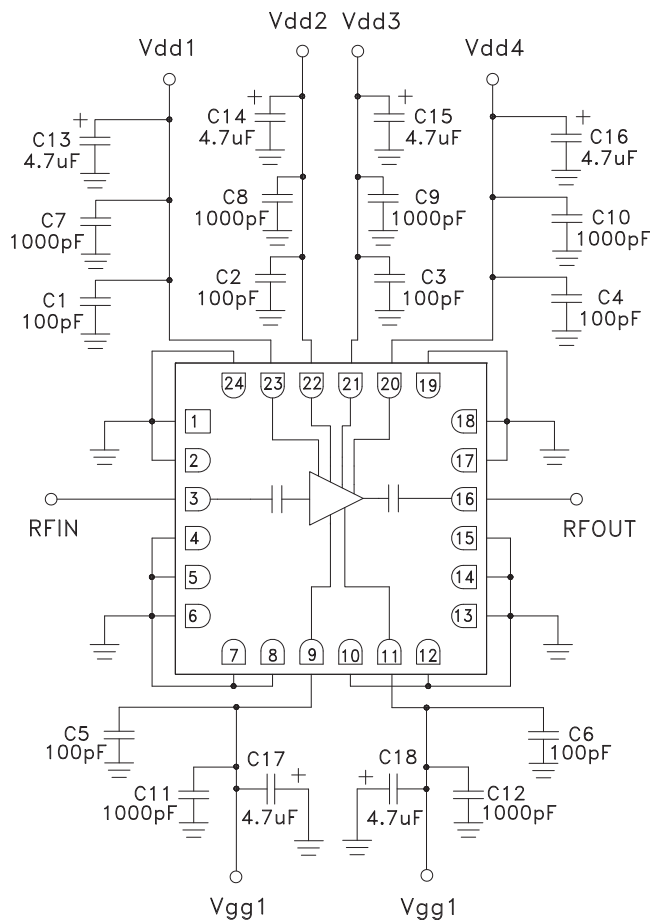 Vdd1
Vdd2
Vdd3
Vdd4
+
C13
4.7uF
+
C14
4.7uF
+
C15
4.7uF
+
C16
4.7uF
C7
1000pF
C8
1000pF
C9
1000pF
C10
1000pF
C1
100pF
C2
100pF
C3
100pF
C4
100pF
24
23
22
21
20
19
1
18
2
17
3
16
RFIN
RFOUT
4
15
5
14
6
13
7
8
9
10
11
12
C5
100pF
C6
100pF
C11
1000pF
C17
+
4.7uF
C18
+
4.7uF
C12
1000pF
Vgg1
Vgg1